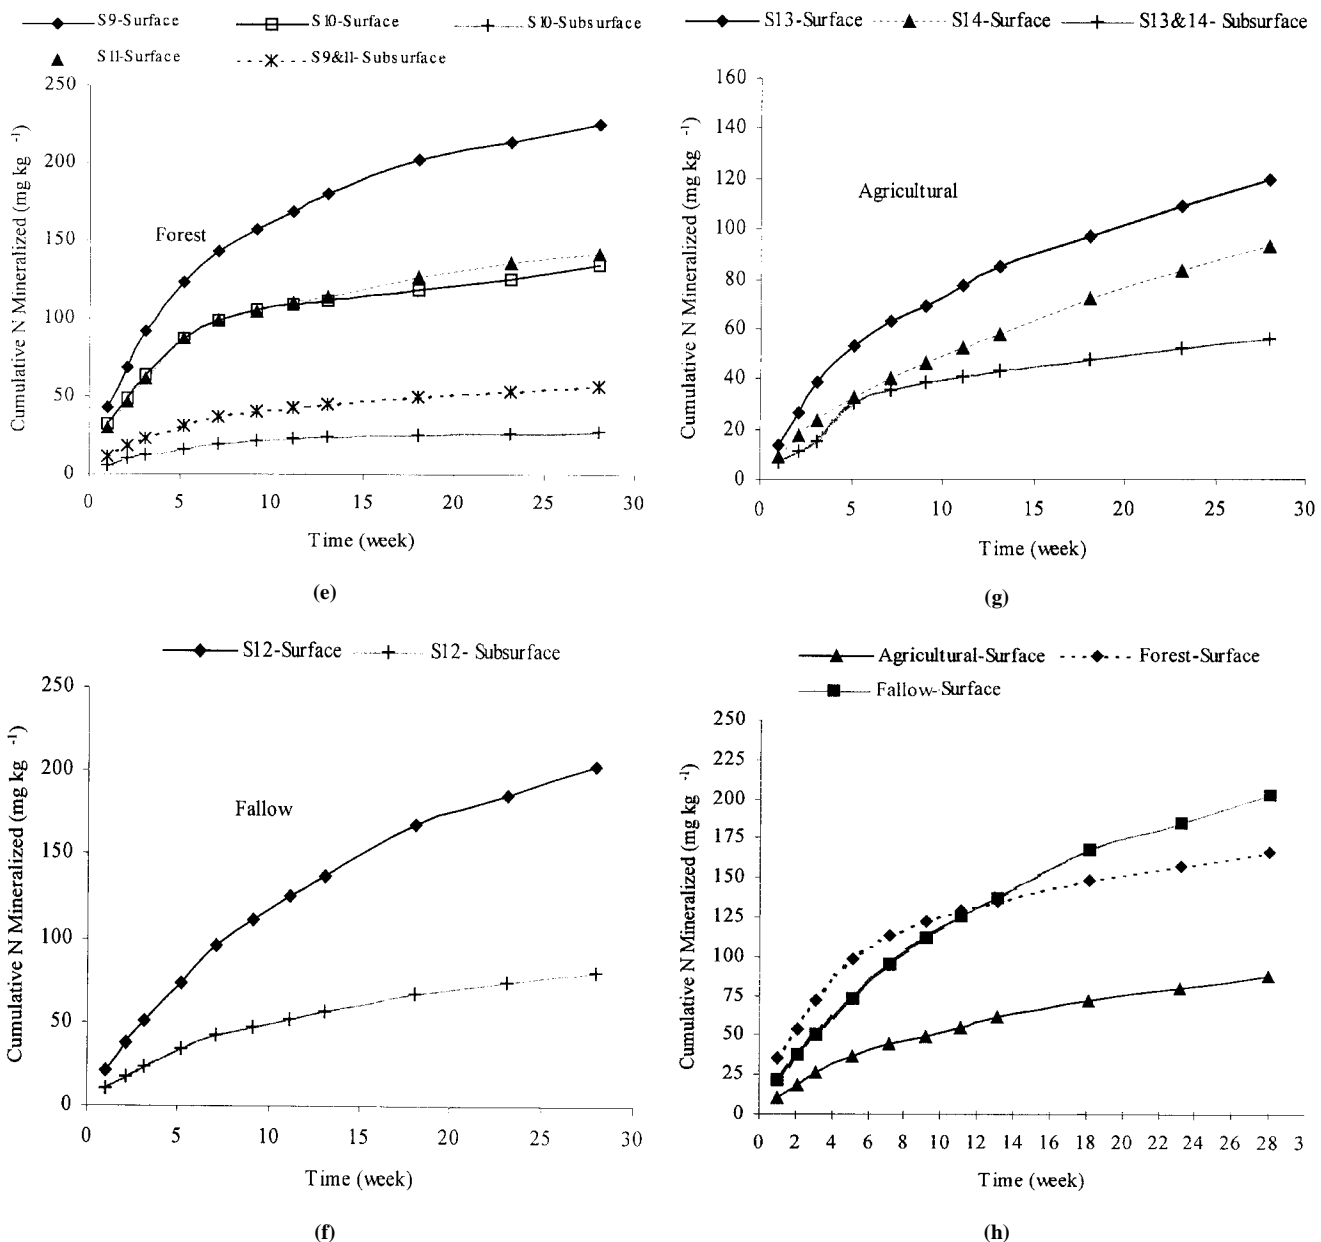 S9-Surface S10-Surface S10-Subsurface
S11-Surface S9&11- Subsurface
250
200
150
100
50
0
Cumulative N Mineralized (mg kg -1)
Forest
0 5 10 15 20 25 30
Time (week)
(e)
S13-Surface S14-Surface S13&14- Subsurface
160
140
120
100
80
60
40
20
0
Cumulative N Mineralized (mg kg -1)
Agricultural
0 5 10 15 20 25 30
Time (week)
(g)
S12-Surface S12- Subsurface
250
200
150
100
50
0
Cumulative N Mineralized (mg kg -1)
Fallow
0 5 10 15 20 25 30
Time (week)
(f)
Agricultural-Surface Forest-Surface
Fallow-Surface
250
225
200
175
150
125
100
75
50
25
0
Cumulative N Mineralized (mg kg -1)
0 2 4 6 8 10 12 14 16 18 20 22 24 26 28 3
Time (week)
(h)